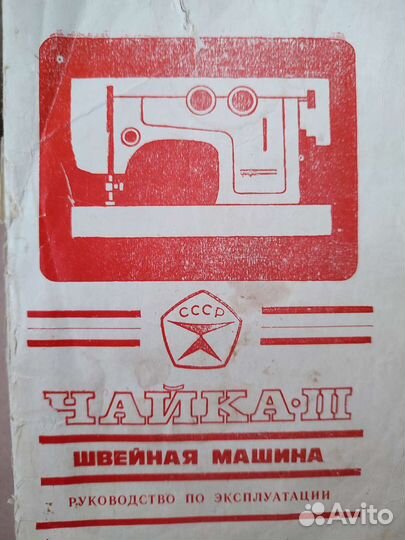 СССР
ЧАЙКА·III
ШВЕЙНАЯ МАШИНА
РУКОВОДСТВО ПО ЭКСПЛУАТАЦИИ
Avito